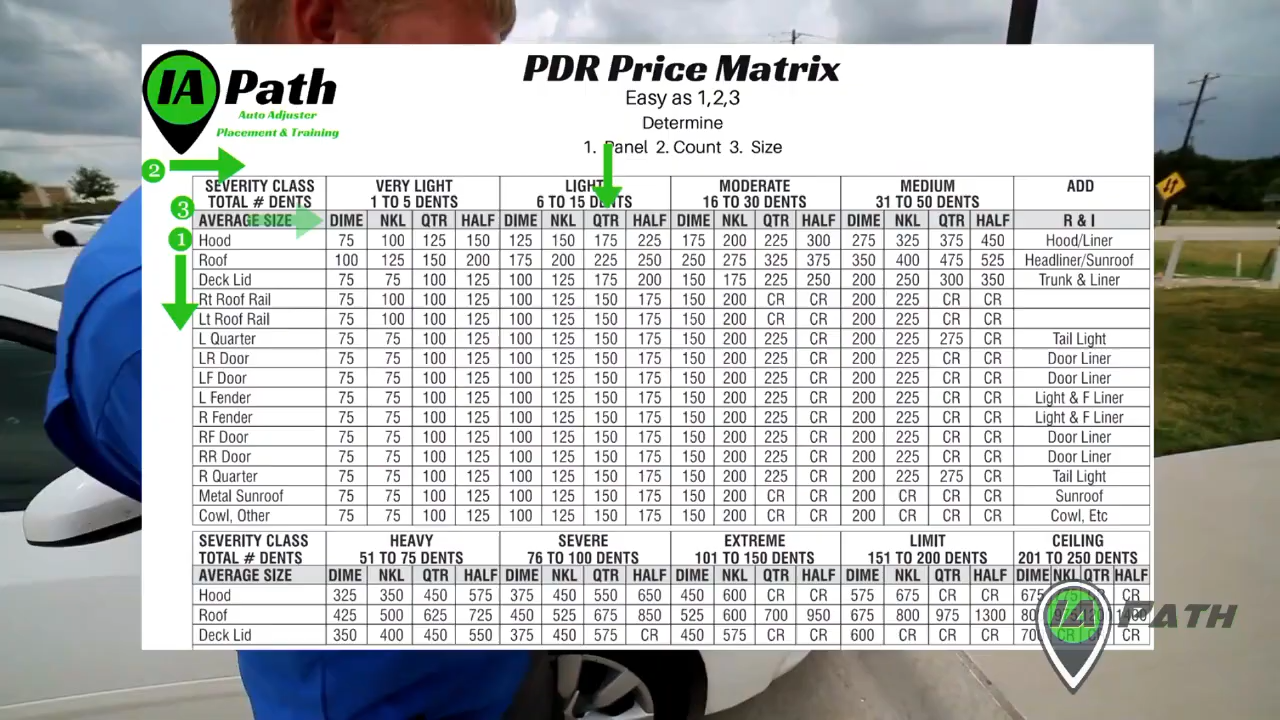 IA Path
Auto Adjuster
Placement & Training
PDR Price Matrix
Easy as 1,2,3
Determine
1. Panel 2. Count 3. Size
2
3
1
SEVERITY CLASS VERY LIGHT LIGHT MODERATE MEDIUM ADD
TOTAL # DENTS 1 TO 5 DENTS 6 TO 15 DENTS 16 TO 30 DENTS 31 TO 50 DENTS
AVERAGE SIZE DIME NKL QTR HALF DIME NKL QTR HALF DIME NKL QTR HALF DIME NKL QTR HALF R & I
Hood 75 100 125 150 125 150 175 225 175 200 225 300 275 325 375 450 Hood/Liner
Roof 100 125 150 200 175 200 225 250 250 275 325 375 350 400 475 525 Headliner/Sunroof
Deck Lid 75 75 100 125 100 125 175 200 150 175 225 250 200 250 300 350 Trunk & Liner
Rt Roof Rail 75 100 100 125 100 125 150 175 150 200 CR CR 200 225 CR CR
Lt Roof Rail 75 100 100 125 100 125 150 175 150 200 CR CR 200 225 CR CR
L Quarter 75 75 100 125 100 125 150 175 150 200 225 CR 200 225 275 CR Tail Light
LR Door 75 75 100 125 100 125 150 175 150 200 225 CR 200 225 CR CR Door Liner
LF Door 75 75 100 125 100 125 150 175 150 200 225 CR 200 225 CR CR Door Liner
L Fender 75 75 100 125 100 125 150 175 150 200 225 CR 200 225 CR CR Light & F Liner
R Fender 75 75 100 125 100 125 150 175 150 200 225 CR 200 225 CR CR Light & F Liner
RF Door 75 75 100 125 100 125 150 175 150 200 225 CR 200 225 CR CR Door Liner
RR Door 75 75 100 125 100 125 150 175 150 200 225 CR 200 225 CR CR Door Liner
R Quarter 75 75 100 125 100 125 150 175 150 200 225 CR 200 225 275 CR Tail Light
Metal Sunroof 75 75 100 125 100 125 150 175 150 200 CR CR 200 CR CR CR Sunroof
Cowl, Other 75 75 100 125 100 125 150 175 150 200 CR CR 200 CR CR CR Cowl, Etc
SEVERITY CLASS HEAVY SEVERE EXTREME LIMIT CEILING
TOTAL # DENTS 51 TO 75 DENTS 76 TO 100 DENTS 101 TO 150 DENTS 151 TO 200 DENTS 201 TO 250 DENTS
AVERAGE SIZE DIME NKL QTR HALF DIME NKL QTR HALF DIME NKL QTR HALF DIME NKL QTR HALF DIME NKL QTR HALF
Hood 325 350 450 575 375 450 550 650 450 600 CR CR 575 675 CR CR 675 CR
Roof 425 500 625 725 450 525 675 850 525 600 700 950 675 800 975 1300
Deck Lid 350 400 450 550 375 450 575 CR 450 575 CR CR 600 CR CR CR CR CR
IA PATH